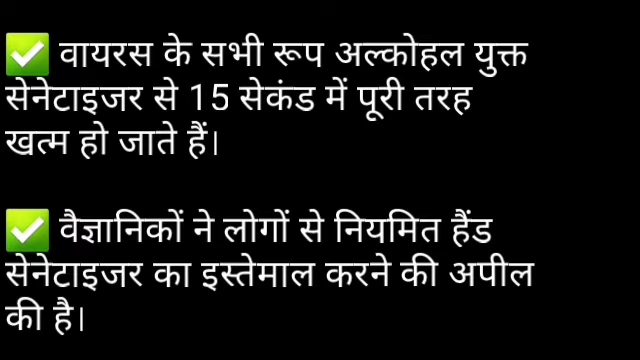 ✅ वायरस के सभी रूप अल्कोहल युक्त
सेनेटाइजर से 15 सेकंड में पूरी तरह
खत्म हो जाते हैं।
✅ वैज्ञानिकों ने लोगों से नियमित हैंड
सेनेटाइजर का इस्तेमाल करने की अपील
की है।